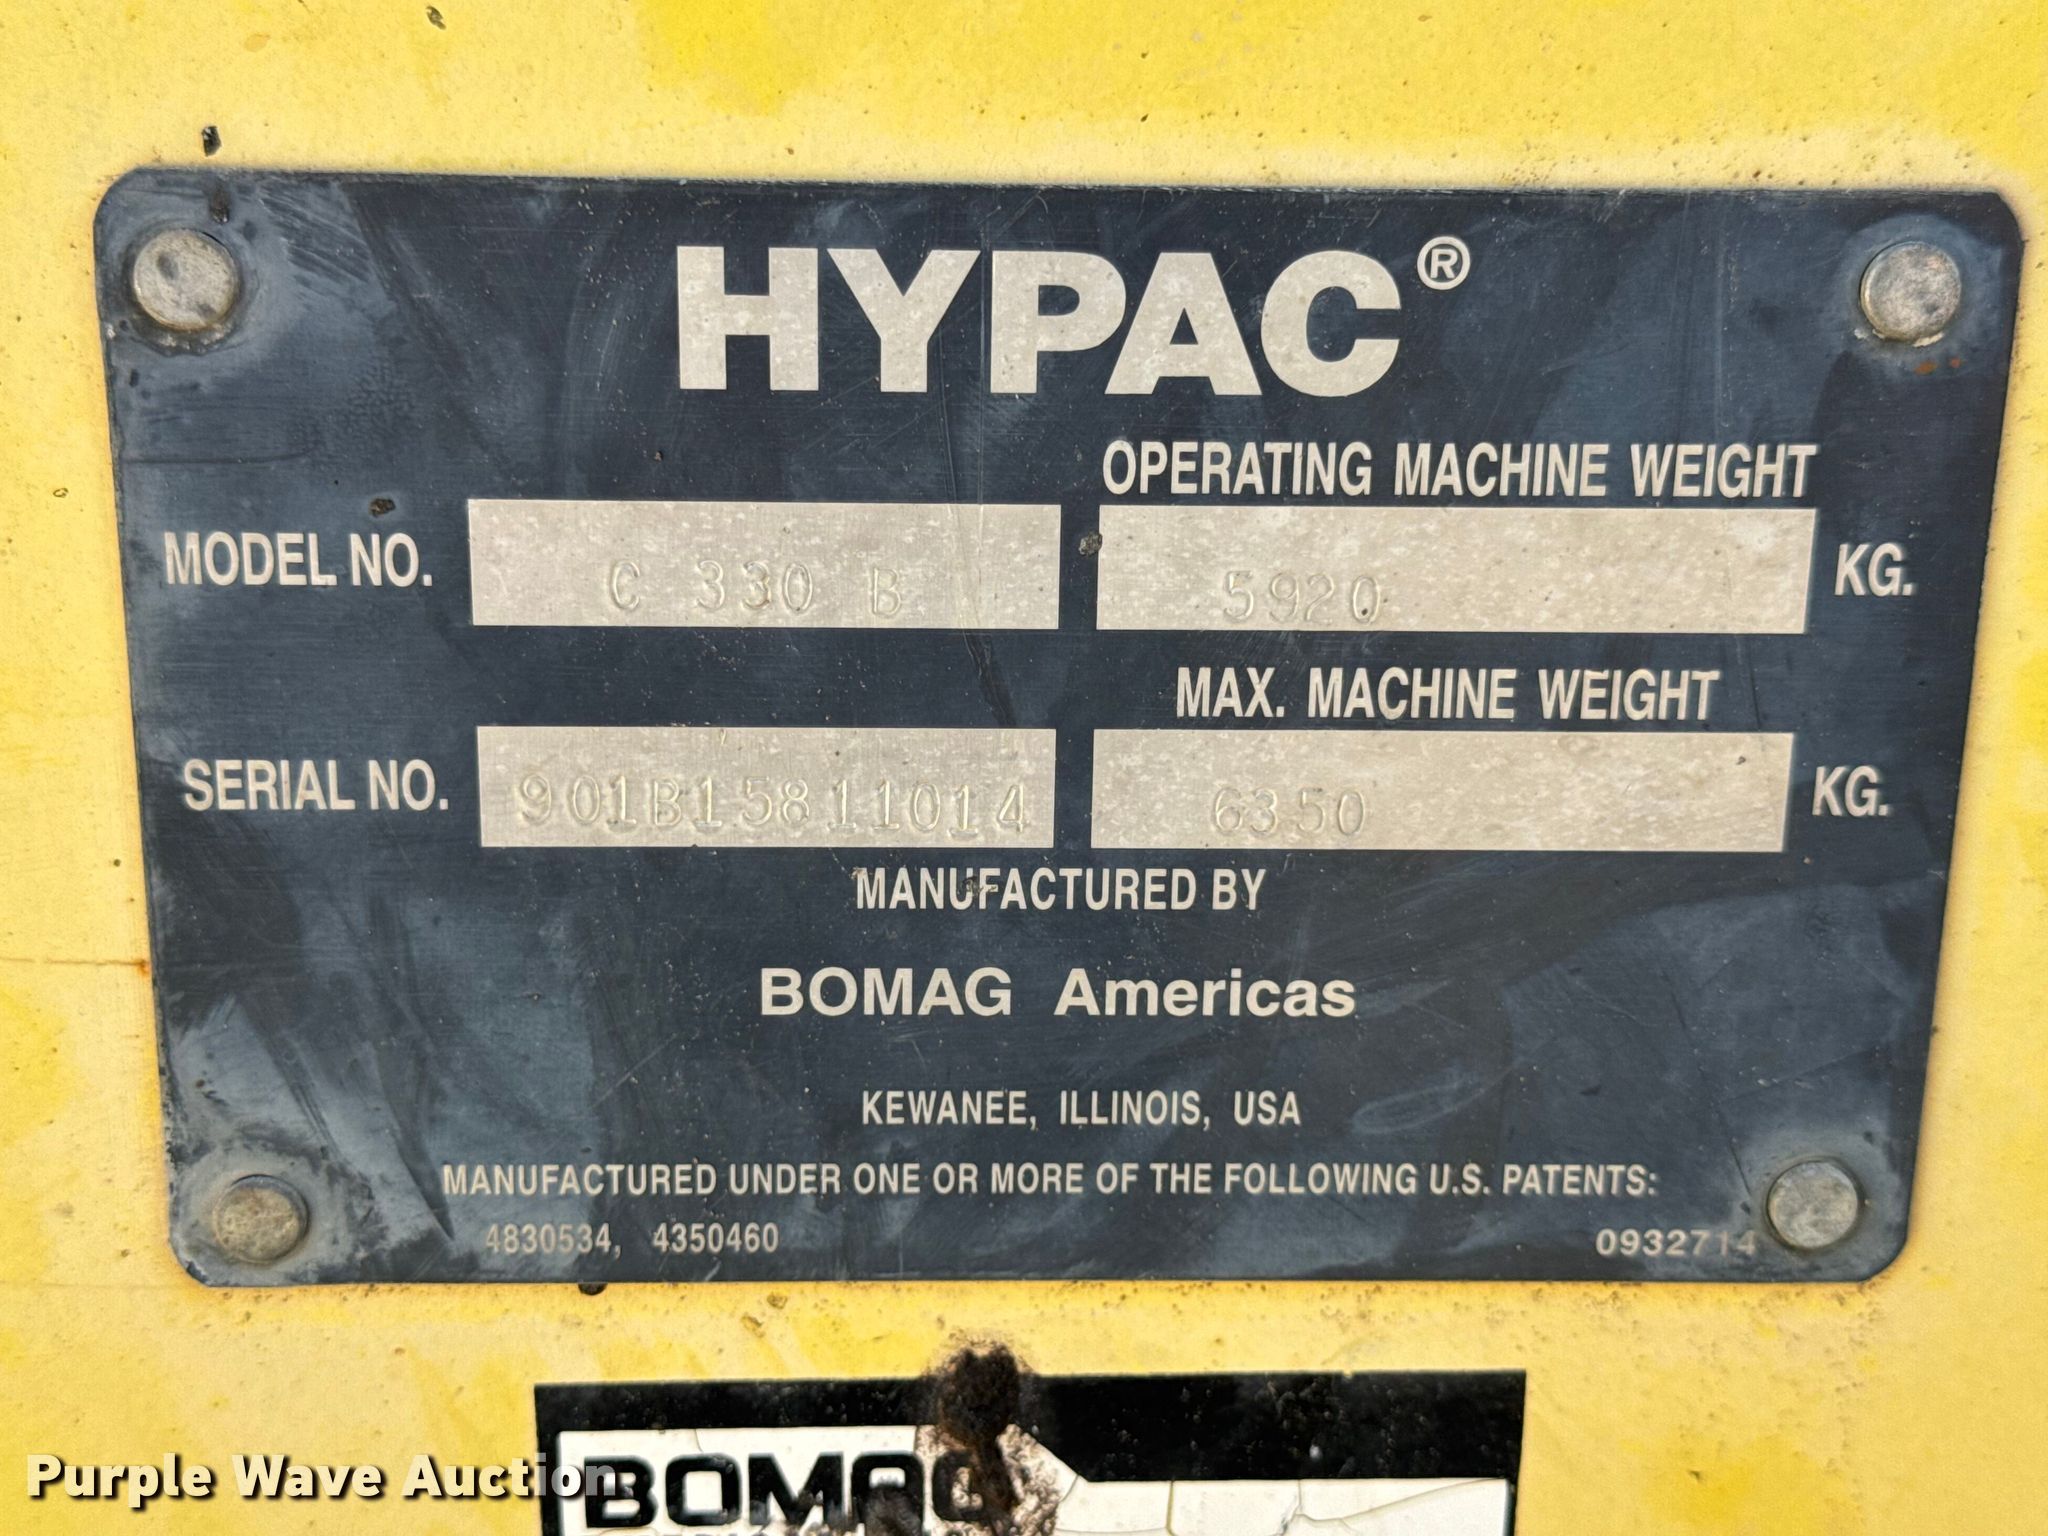 HYPAC®
OPERATING MACHINE WEIGHT
MODEL NO. C 330 B 5920 KG.
MAX. MACHINE WEIGHT
SERIAL NO. 901B15811014 6350 KG.
MANUFACTURED BY
BOMAG Americas
KEWANEE, ILLINOIS, USA
MANUFACTURED UNDER ONE OR MORE OF THE FOLLOWING U.S. PATENTS:
4830534, 4350460 0932714
BOMAG
Purple Wave Auction